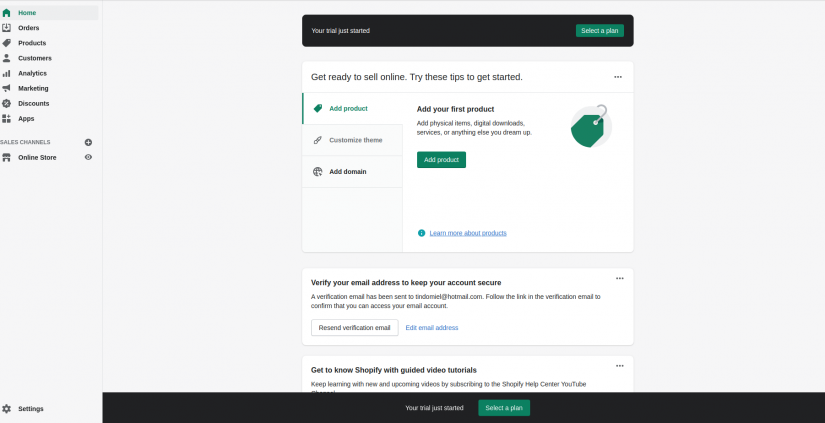 Home
Orders
Products
Customers
Analytics
Marketing
Discounts
Apps
SALES CHANNELS
Online Store
Settings
Your trial just started
Select a plan
Get ready to sell online. Try these tips to get started.
Add product
Customize theme
Add domain
Add your first product
Add physical items, digital downloads,
services, or anything else you dream up.
Add product
Learn more about products
Verify your email address to keep your account secure
A verification email has been sent to tindomiel@hotmail.com. Follow the link in the verification email to
confirm that you can access your email account.
Resend verification email
Edit email address
Get to know Shopify with guided video tutorials
Keep learning with new and upcoming videos by subscribing to the Shopify Help Center YouTube
Your trial just started
Select a plan